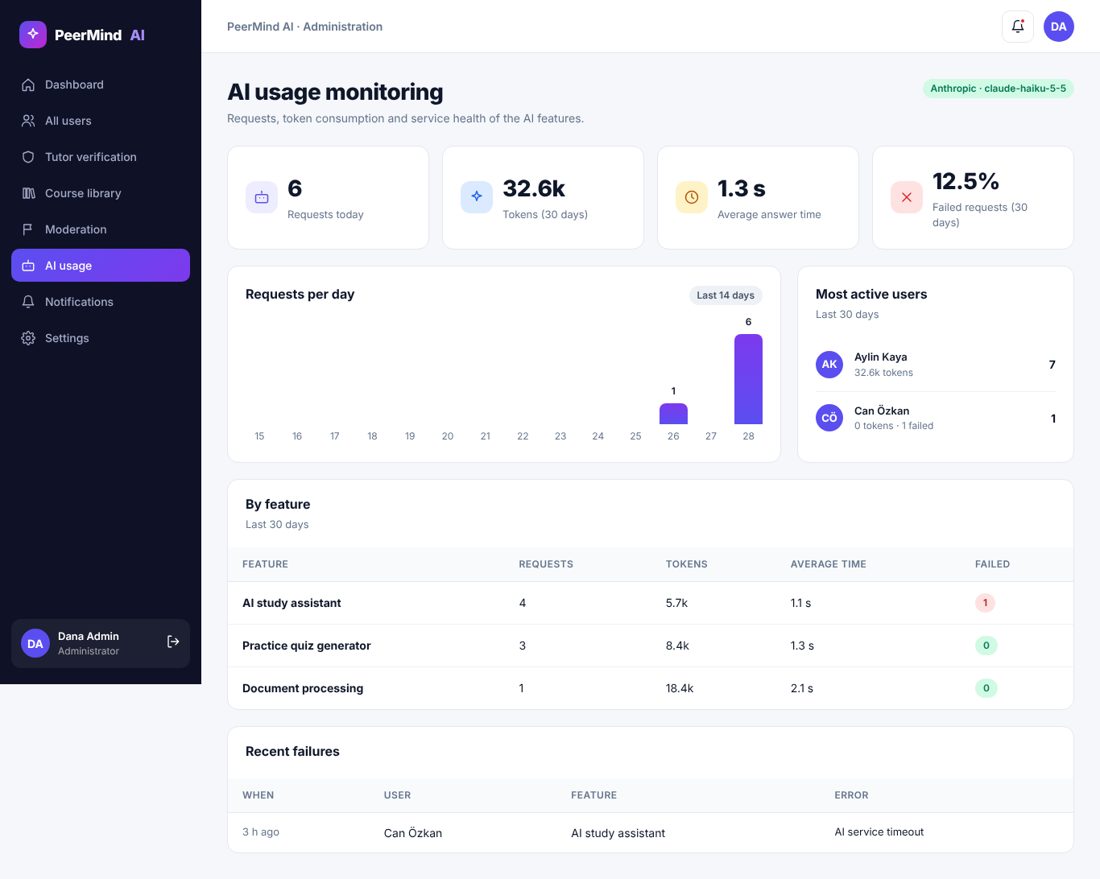 PeerMind AI
Dashboard
All users
Tutor verification
Course library
Moderation
AI usage
Notifications
Settings
DA
Dana Admin
Administrator
PeerMind AI · Administration
DA
AI usage monitoring
Anthropic · claude-haiku-5-5
Requests, token consumption and service health of the AI features.
6
Requests today
32.6k
Tokens (30 days)
1.3 s
Average answer time
12.5%
Failed requests (30
days)
Requests per day
Last 14 days
6
1
15 16 17 18 19 20 21 22 23 24 25 26 27 28
Most active users
Last 30 days
AK
Aylin Kaya
32.6k tokens
7
CÖ
Can Özkan
0 tokens · 1 failed
1
By feature
Last 30 days
FEATURE REQUESTS TOKENS AVERAGE TIME FAILED
AI study assistant 4 5.7k 1.1 s 1
Practice quiz generator 3 8.4k 1.3 s 0
Document processing 1 18.4k 2.1 s 0
Recent failures
WHEN USER FEATURE ERROR
3 h ago Can Özkan AI study assistant AI service timeout